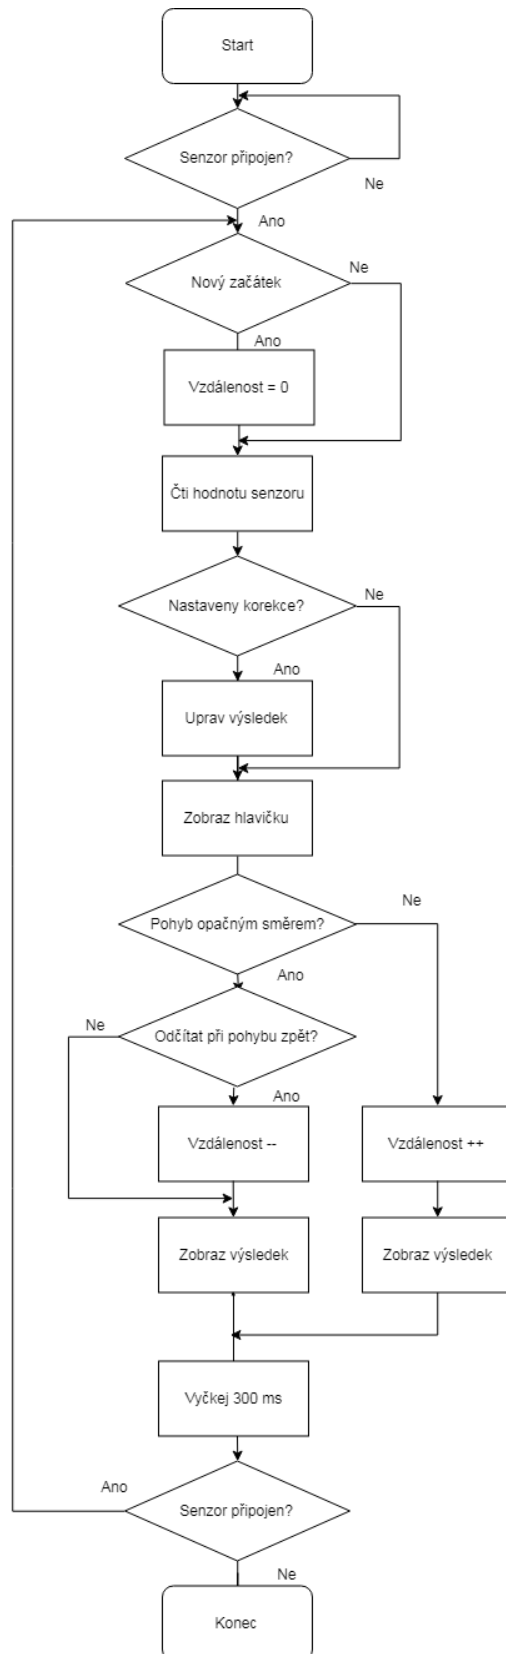 Start
Senzor připojen?
Ne
Ano
Nový začátek
Ne
Ano
Vzdálenost = 0
Čti hodnotu senzoru
Nastaveny korekce?
Ne
Ano
Uprav výsledek
Zobraz hlavičku
Pohyb opačným směrem?
Ne
Ano
Ne
Odčítat při pohybu zpět?
Ano
Vzdálenost --
Vzdálenost ++
Zobraz výsledek
Zobraz výsledek
Vyčkej 300 ms
Ano
Senzor připojen?
Ne
Konec